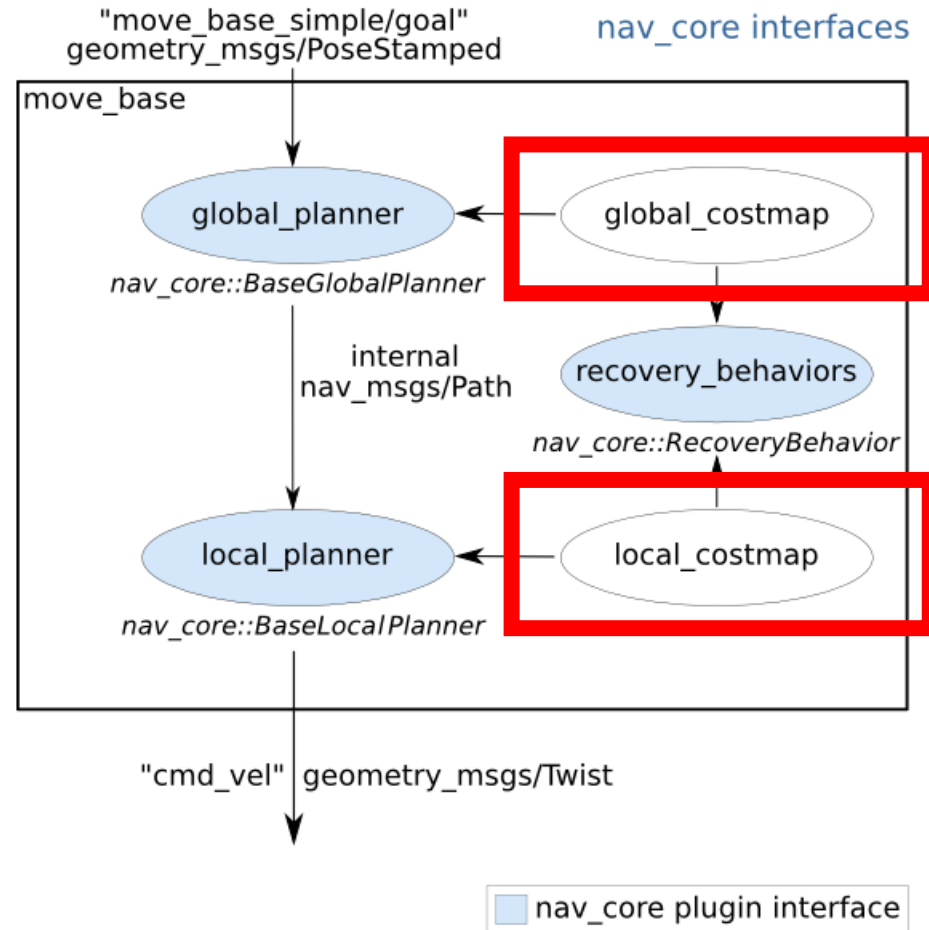 "move_base_simple/goal"
geometry_msgs/PoseStamped
nav_core interfaces
move_base
global_planner
global_costmap
nav_core::BaseGlobalPlanner
internal
nav_msgs/Path
recovery_behaviors
nav_core::RecoveryBehavior
local_planner
local_costmap
nav_core::BaseLocalPlanner
"cmd_vel" geometry_msgs/Twist
nav_core plugin interface